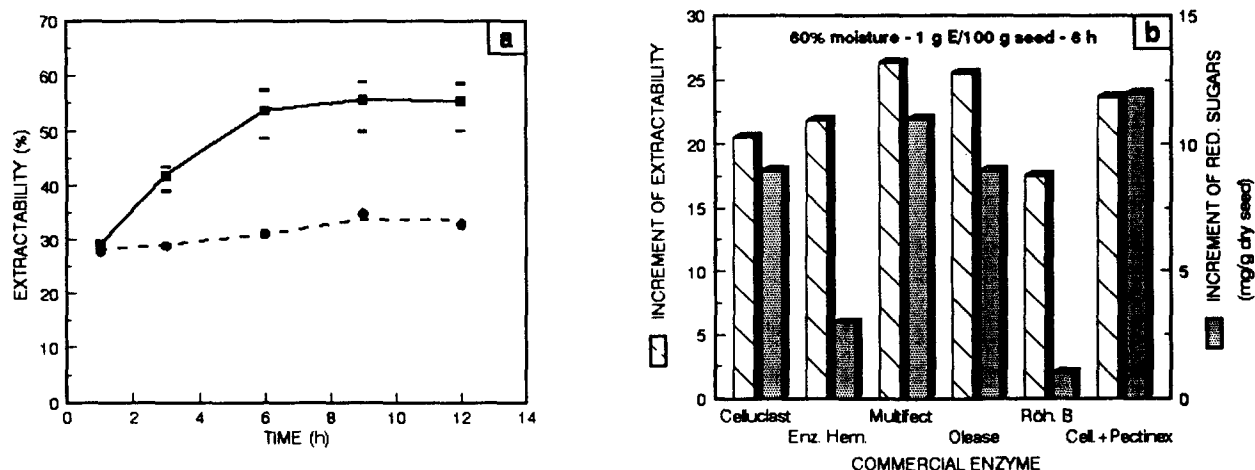 a
EXTRACTABILITY (%)
70
60
50
40
30
20
10
0
0 2 4 6 8 10 12 14
TIME (h)
b
60% moisture - 1 g E/100 g seed - 6 h
INCREMENT OF EXTRACTABILITY
30
25
20
15
10
5
0
15
10
5
0
INCREMENT OF RED. SUGARS
(mg/g dry seed)
Celluclast Multifect Röh. B
Enz. Hem. Olease Cell. + Pectinex
COMMERCIAL ENZYME